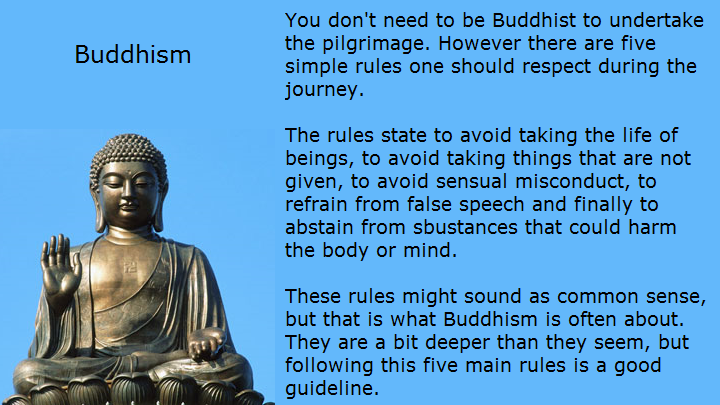 Buddhism
You don't need to be Buddhist to undertake
the pilgrimage. However there are five
simple rules one should respect during the
journey.
The rules state to avoid taking the life of
beings, to avoid taking things that are not
given, to avoid sensual misconduct, to
refrain from false speech and finally to
abstain from sbustances that could harm
the body or mind.
These rules might sound as common sense,
but that is what Buddhism is often about.
They are a bit deeper than they seem, but
following this five main rules is a good
guideline.